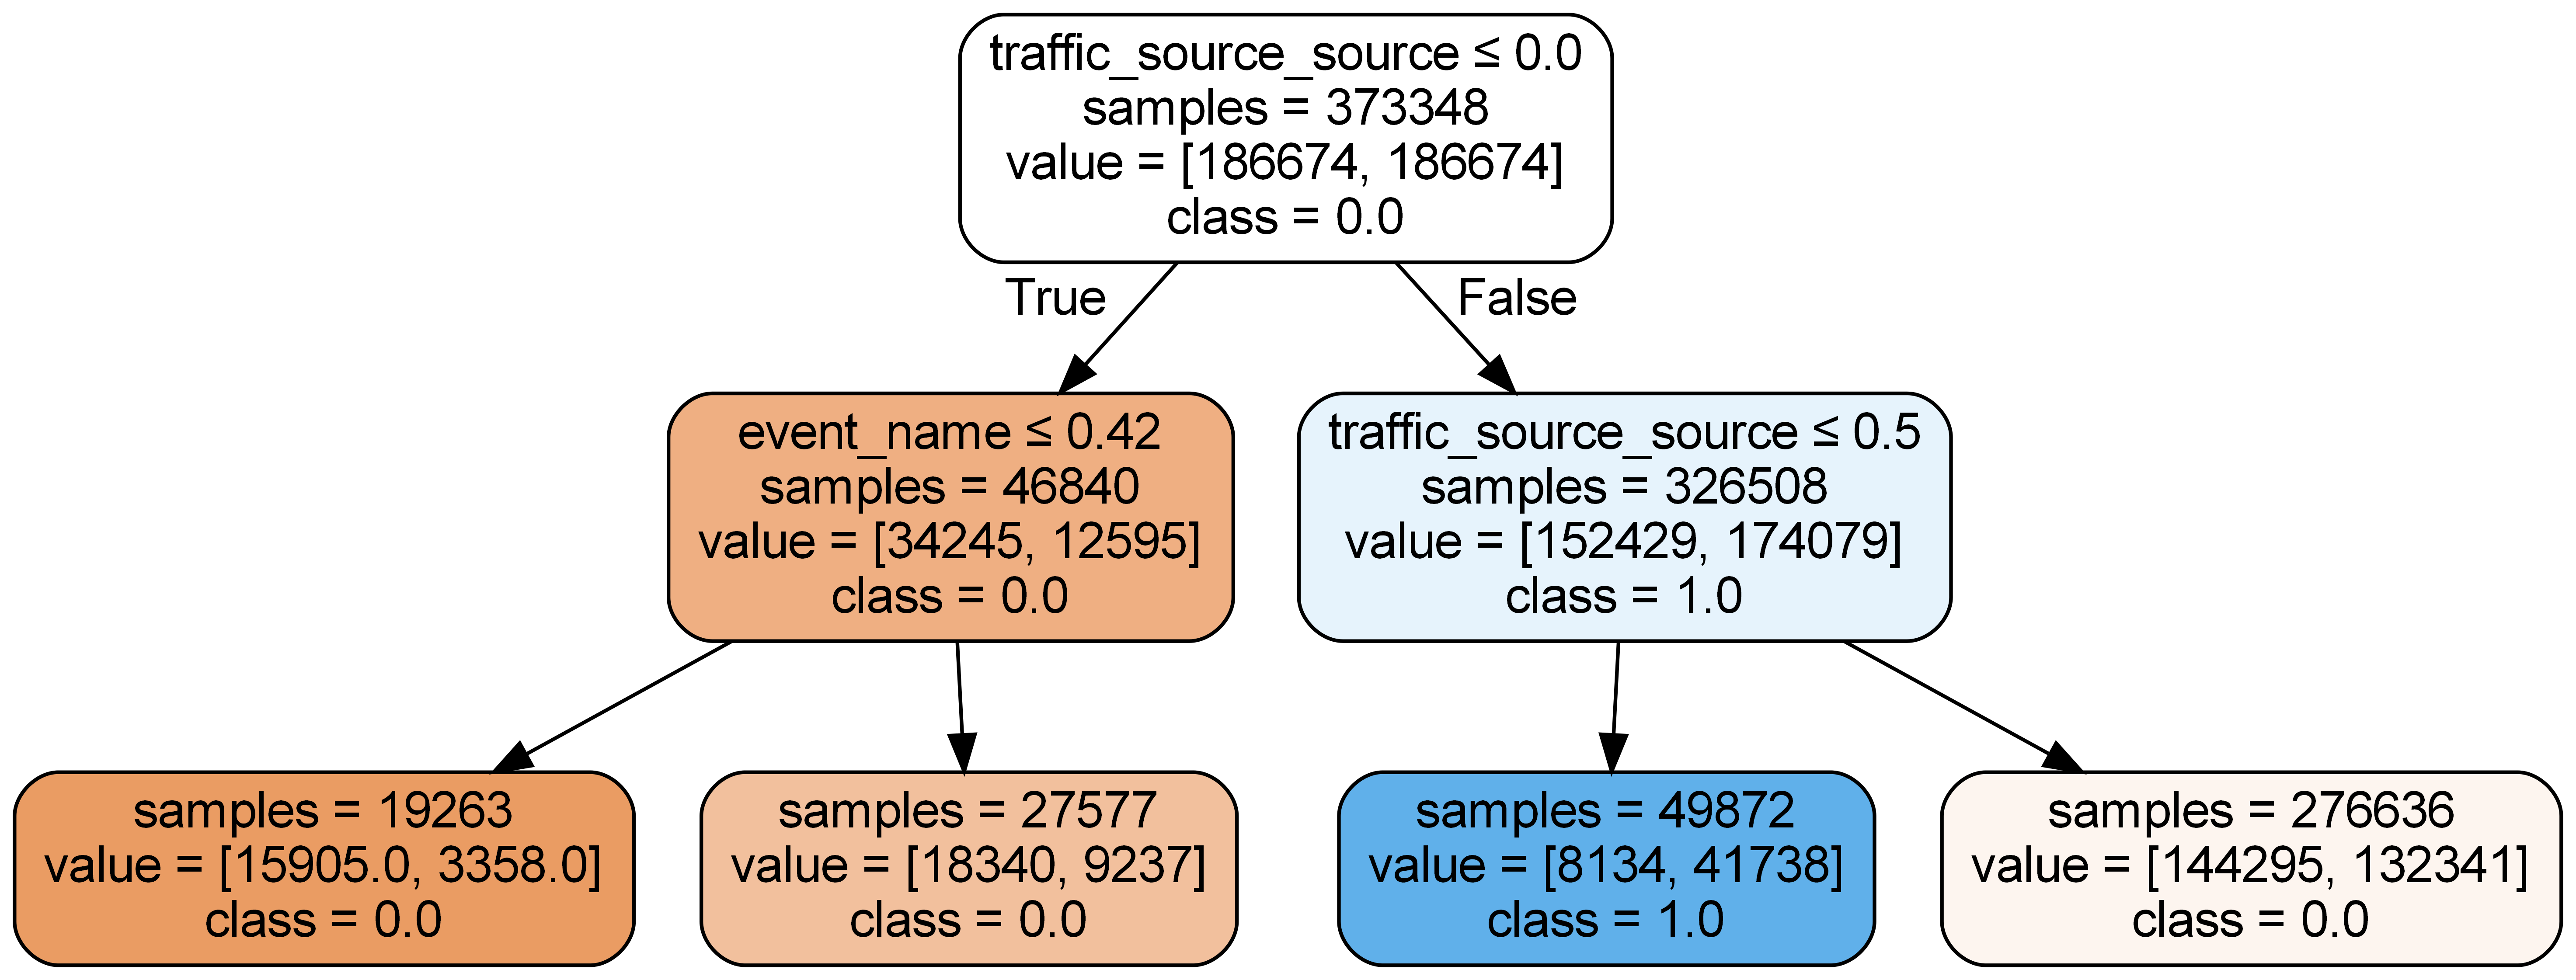 traffic_source_source ≤ 0.0
samples = 373348
value = [186674, 186674]
class = 0.0
True
False
event_name ≤ 0.42
samples = 46840
value = [34245, 12595]
class = 0.0
traffic_source_source ≤ 0.5
samples = 326508
value = [152429, 174079]
class = 1.0
samples = 19263
value = [15905.0, 3358.0]
class = 0.0
samples = 27577
value = [18340, 9237]
class = 0.0
samples = 49872
value = [8134, 41738]
class = 1.0
samples = 276636
value = [144295, 132341]
class = 0.0